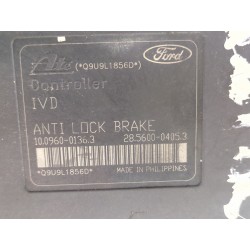 Ate (*Q9U9L1856D*) Ford
Controller
IVD
ANTI LOCK BRAKE
10.0960-0136.3 28.5600-0405.3
*Q9U9L1856D* MADE IN PHILIPPINES